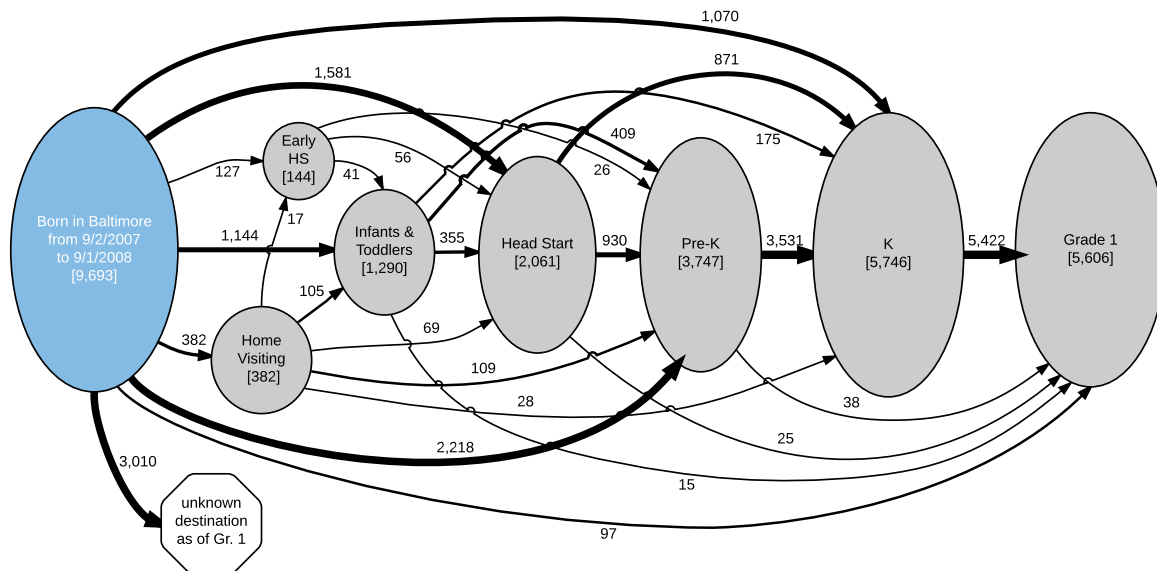 1,070
871
1,581
409
175
Early
HS
[144]
56
26
127
41
17
Born in Baltimore
from 9/2/2007
to 9/1/2008
[9,693]
1,144
Infants &
Toddlers
[1,290]
355
Head Start
[2,061]
930
Pre-K
[3,747]
3,531
K
[5,746]
5,422
Grade 1
[5,606]
105
382
Home
Visiting
[382]
69
109
28
38
2,218
25
3,010
15
unknown
destination
as of Gr. 1
97